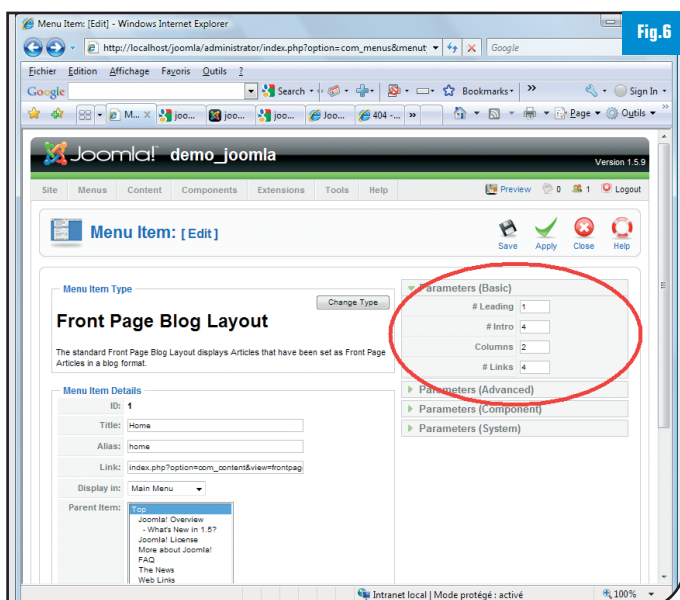 Fig.6
Menu Item: [Edit] - Windows Internet Explorer
http://localhost/joomla/administrator/index.php?option=com_menus&menut
Google
Fichier Edition Affichage Favoris Outils ?
Google Search Bookmarks Sign In
M... joo... joo... joo... Joo... 404 -... Page Outils
Joomla! demo_joomla
Version 1.5.9
Site Menus Content Components Extensions Tools Help Preview 0 1 Logout
Menu Item: [ Edit ]
Save Apply Close Help
Menu Item Type
Change Type
Front Page Blog Layout
The standard Front Page Blog Layout displays Articles that have been set as Front Page
Articles in a blog format.
Menu Item Details
ID: 1
Title: Home
Alias: home
Link: index.php?option=com_content&view=frontpag
Display in: Main Menu
Parent Item: Top
Joomla! Overview
- What's New in 1.5?
Joomla! License
More about Joomla!
FAQ
The News
Web Links
Parameters (Basic)
# Leading 1
# Intro 4
Columns 2
# Links 4
Parameters (Advanced)
Parameters (Component)
Parameters (System)
Intranet local | Mode protégé : activé 100%